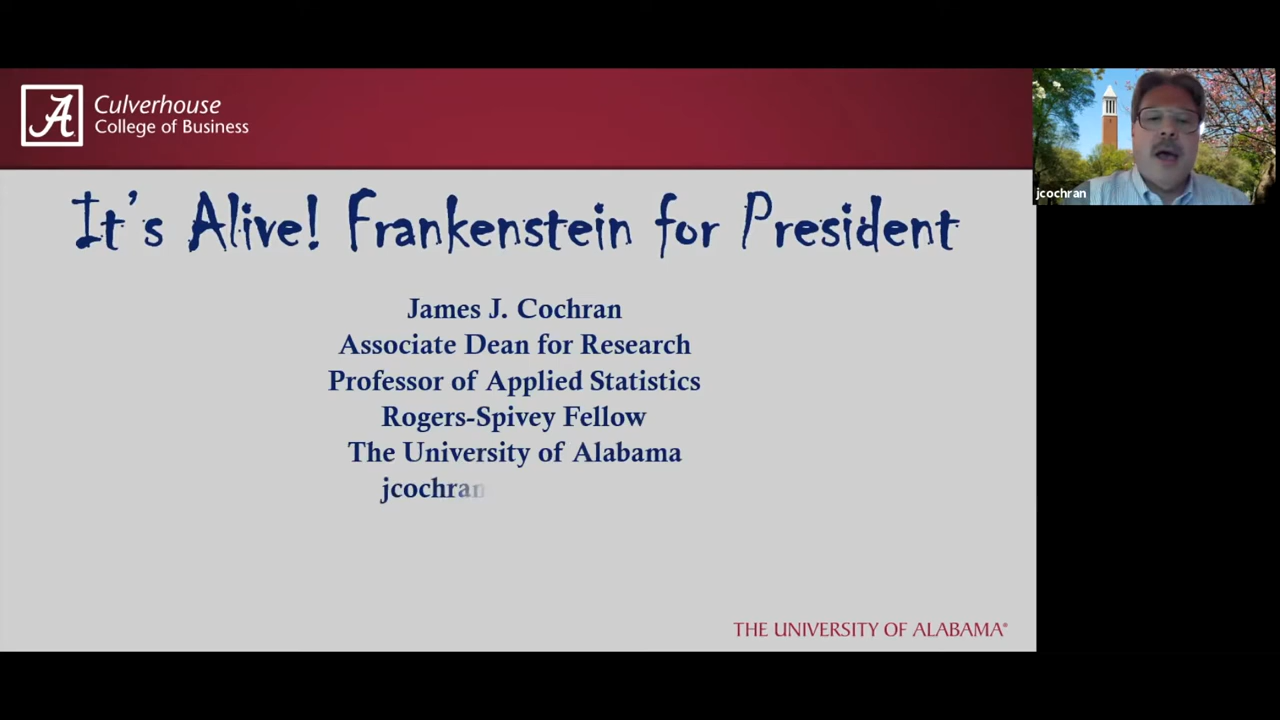 Culverhouse
College of Business
jcochran
It's Alive! Frankenstein for President
James J. Cochran
Associate Dean for Research
Professor of Applied Statistics
Rogers-Spivey Fellow
The University of Alabama
jcochran
THE UNIVERSITY OF ALABAMA®